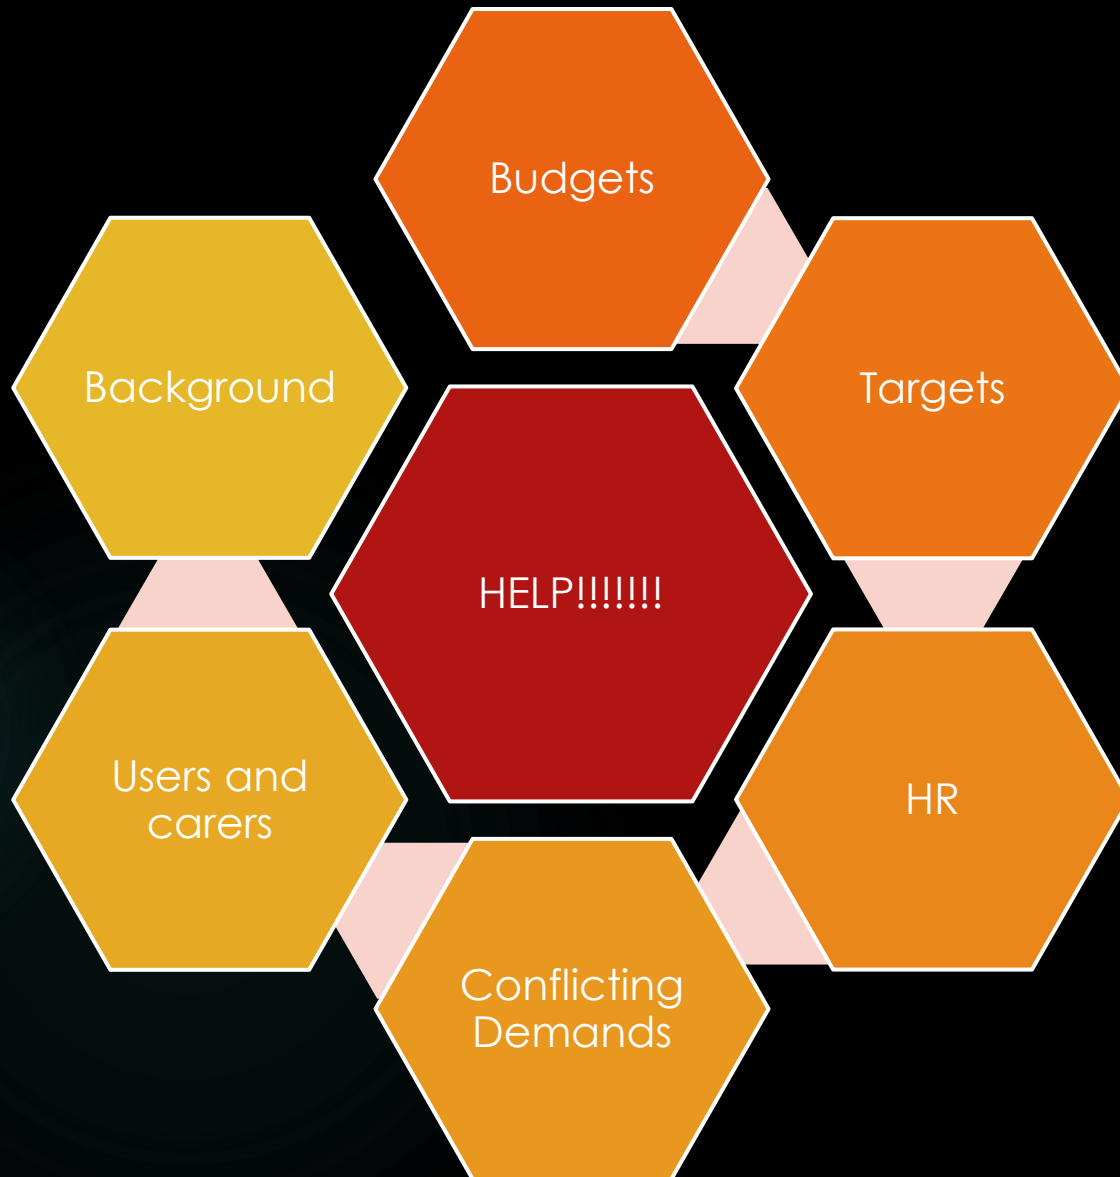 Budgets
Targets
HR
Conflicting
Demands
Users and
carers
Background
HELP!!!!!!!